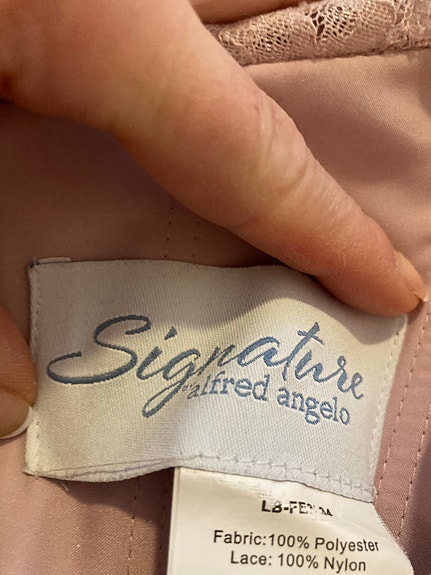 Signature
alfred angelo
Fabric:100% Polyester
Lace: 100% Nylon